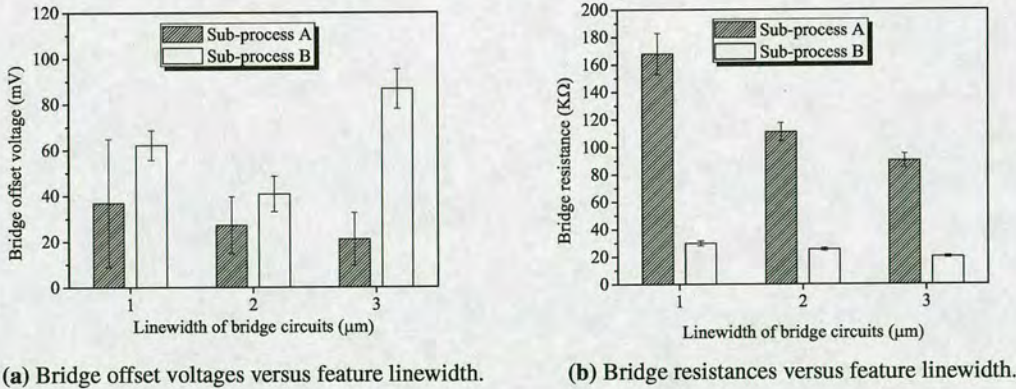 120
100
80
60
40
20
0
Bridge offset voltage (mV)
Sub-process A
Sub-process B
1 2 3
Linewidth of bridge circuits (μm)
(a) Bridge offset voltages versus feature linewidth.
200
180
160
140
120
100
80
60
40
20
0
Bridge resistance (KΩ)
Sub-process A
Sub-process B
1 2 3
Linewidth of bridge circuits (μm)
(b) Bridge resistances versus feature linewidth.